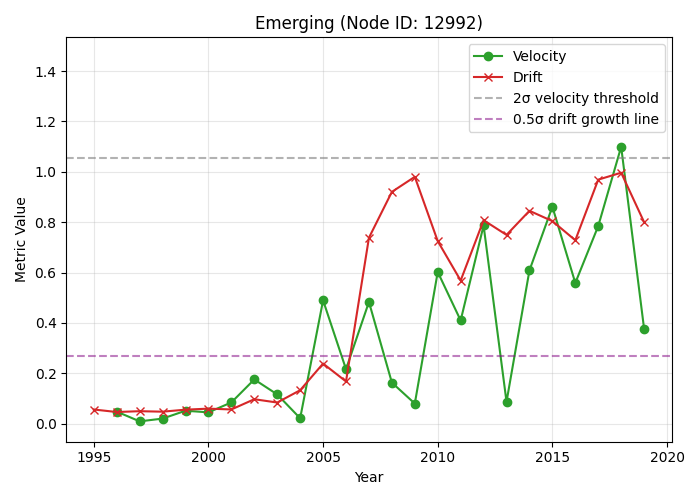 Emerging (Node ID: 12992)
Velocity
Drift
2σ velocity threshold
0.5σ drift growth line
Metric Value
1.4
1.2
1.0
0.8
0.6
0.4
0.2
0.0
1995
2000
2005
2010
2015
2020
Year